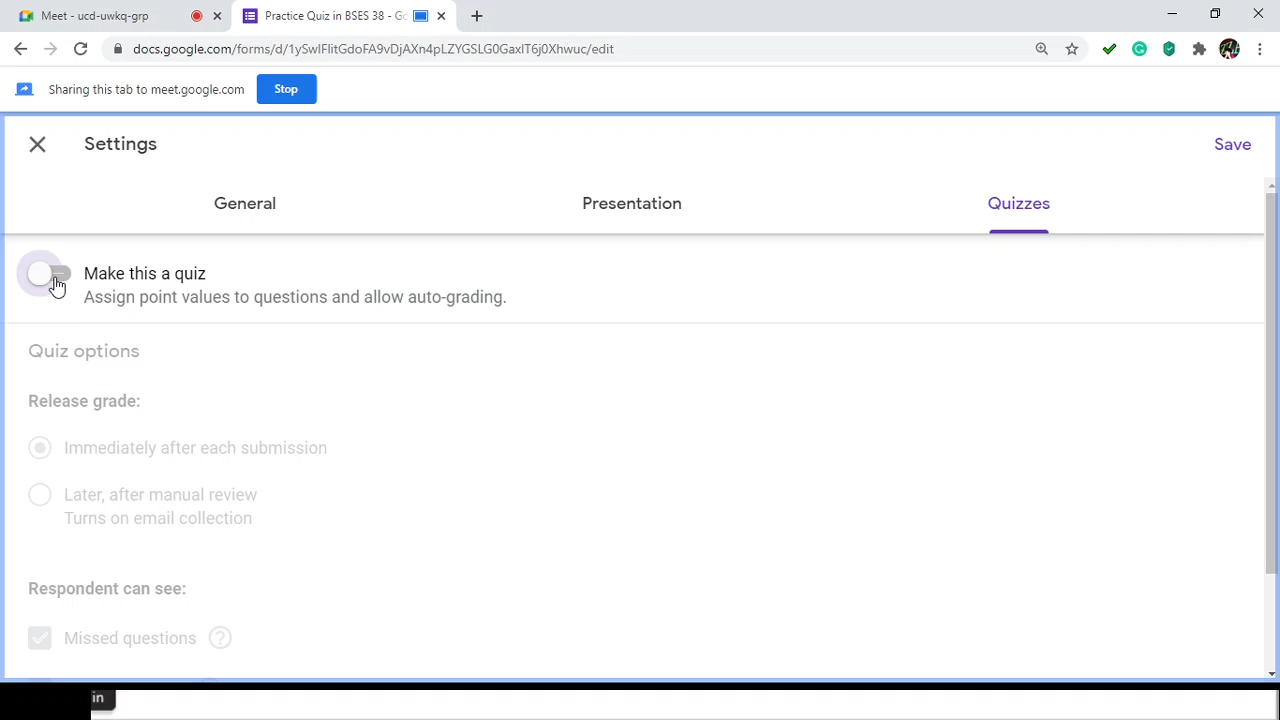 Meet - ucd-uwkq-grp
Practice Quiz in BSES 38 - Go
docs.google.com/forms/d/1ySwIFlitGdoFA9vDjAXn4pLZYGSLG0GaxIT6j0Xhwuc/edit
Sharing this tab to meet.google.com
Stop
Settings
Save
General
Presentation
Quizzes
Make this a quiz
Assign point values to questions and allow auto-grading.
Quiz options
Release grade:
Immediately after each submission
Later, after manual review
Turns on email collection
Respondent can see:
Missed questions
in